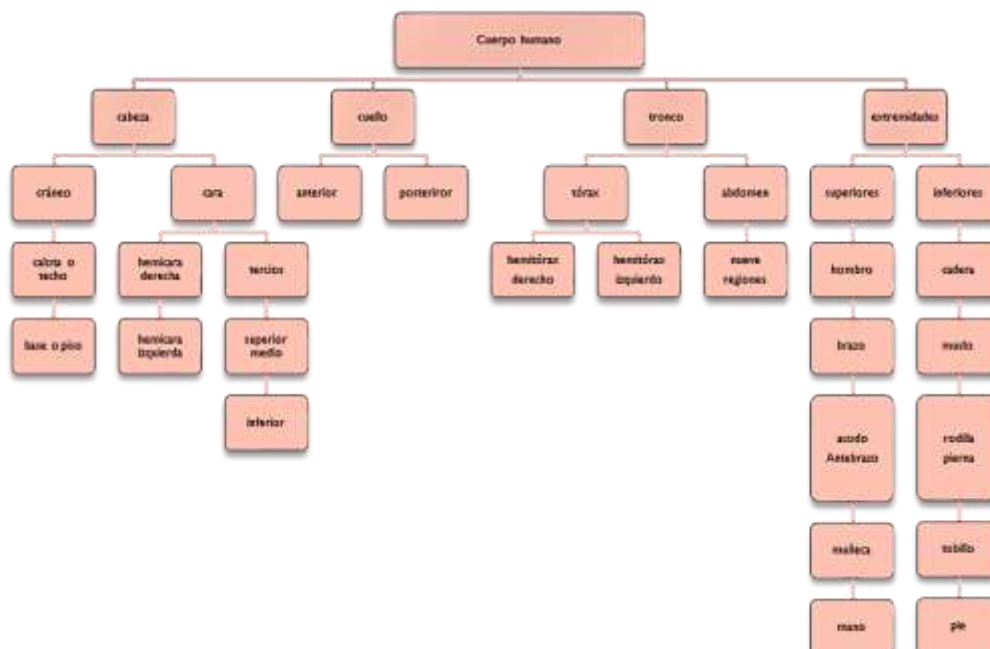 Cuerpo humano
cabeza
cuello
tronco
extremidades
cráneo
cara
anterior
posteriror
tórax
abdomen
superiores
inferiores
calota o
techo
hemicara
derecha
tercios
hemitórax
derecho
hemitórax
izquierdo
nueve
regiones
hombro
cadera
base o piso
hemicara
izquierda
superior
medio
brazo
muslo
inferior
Antebrazo
rodilla
pierna
muñeca
tobillo
mano
pie